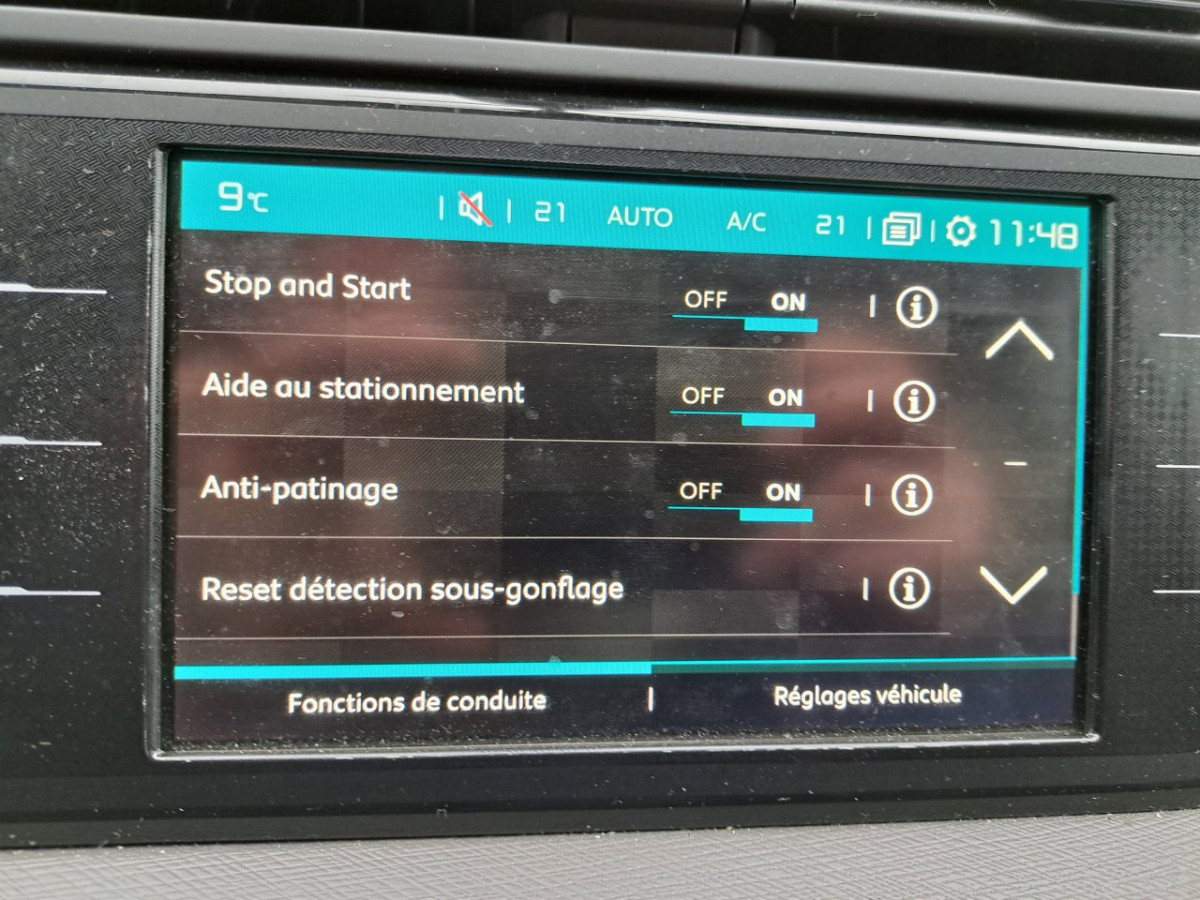 9°C 21 AUTO A/C 21 11:48
Stop and Start OFF ON
Aide au stationnement OFF ON
Anti-patinage OFF ON
Reset détection sous-gonflage
Fonctions de conduite Réglages véhicule